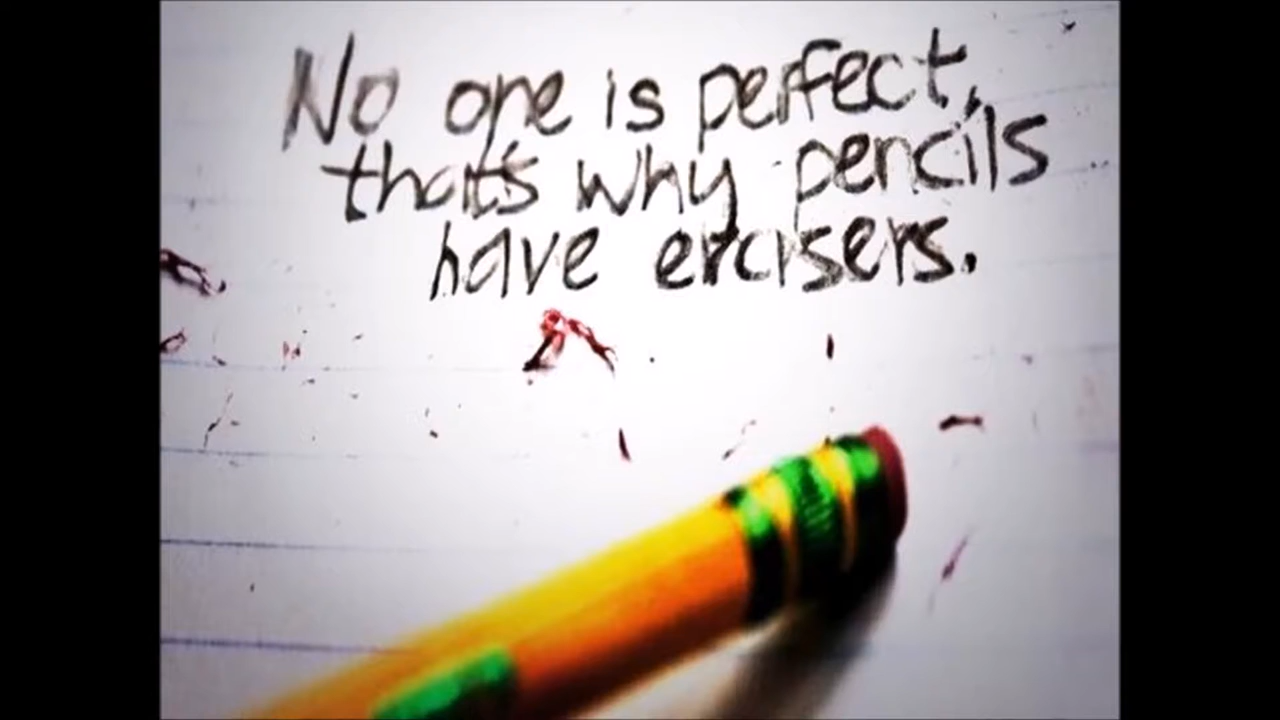 No one is perfect,
that's why pencils
have erasers.